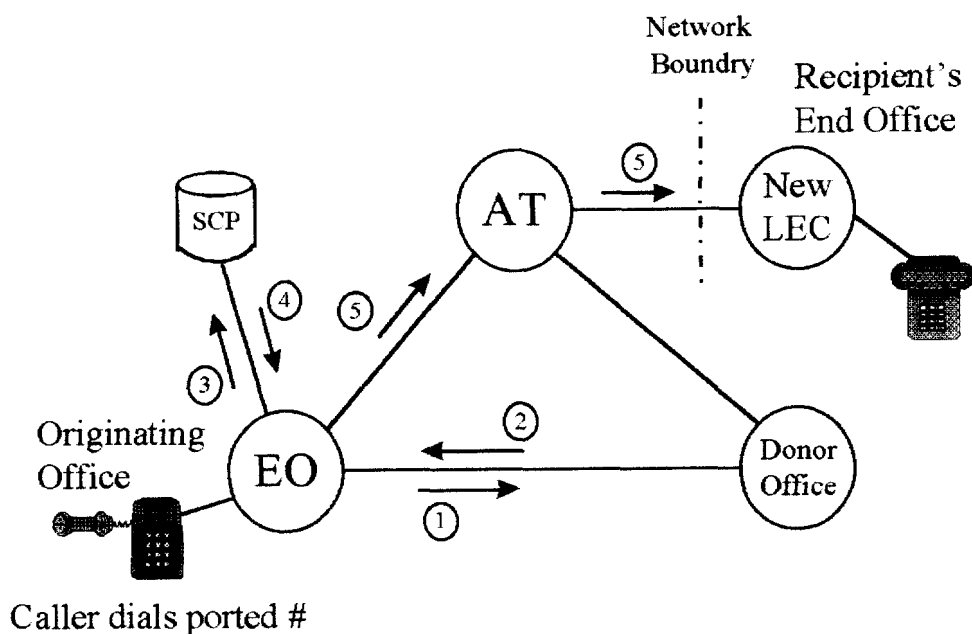 Network
Boundry
Recipient's
End Office
5
SCP
AT
New
LEC
4
5
3
2
Originating
Office
EO
Donor
Office
1
Caller dials ported #